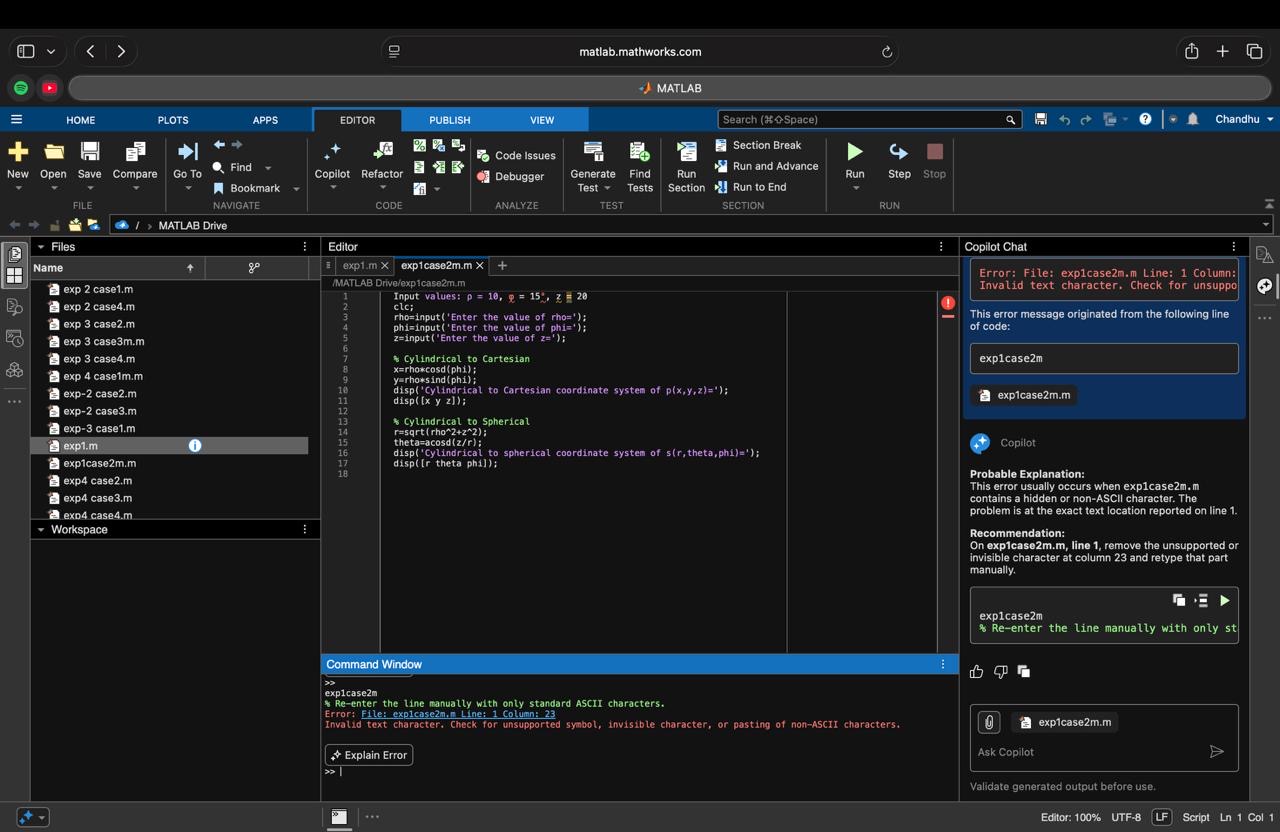 matlab.mathworks.com
MATLAB
HOME PLOTS APPS EDITOR PUBLISH VIEW Search (⌘⇧Space) Chandhu
New Open Save Compare Go To Find Bookmark Copilot Refactor Code Issues Debugger Generate Test Find Tests Run Section Section Break Run and Advance Run to End Run Step Stop
FILE NAVIGATE CODE ANALYZE TEST SECTION RUN
/ › MATLAB Drive
Files
Name
exp 2 case1.m
exp 2 case4.m
exp 3 case2.m
exp 3 case3m.m
exp 3 case4.m
exp 4 case1m.m
exp-2 case2.m
exp-2 case3.m
exp-3 case1.m
exp1.m
exp1case2m.m
exp4 case2.m
exp4 case3.m
exp4 case4.m
Workspace
Editor
exp1.m exp1case2m.m
/MATLAB Drive/exp1case2m.m
1 Input values: ρ = 10, φ = 15°, z = 20
2 clc;
3 rho=input('Enter the value of rho=');
4 phi=input('Enter the value of phi=');
5 z=input('Enter the value of z=');
6
7 % Cylindrical to Cartesian
8 x=rho*cosd(phi);
9 y=rho*sind(phi);
10 disp('Cylindrical to Cartesian coordinate system of p(x,y,z)=');
11 disp([x y z]);
12
13 % Cylindrical to Spherical
14 r=sqrt(rho^2+z^2);
15 theta=acosd(z/r);
16 disp('Cylindrical to spherical coordinate system of s(r,theta,phi)=');
17 disp([r theta phi]);
18
Command Window
>>
exp1case2m
% Re-enter the line manually with only standard ASCII characters.
Error: File: exp1case2m.m Line: 1 Column: 23
Invalid text character. Check for unsupported symbol, invisible character, or pasting of non-ASCII characters.
Explain Error
>>
Copilot Chat
Error: File: exp1case2m.m Line: 1 Column:
Invalid text character. Check for unsuppo
This error message originated from the following line
of code:
exp1case2m
exp1case2m.m
Copilot
Probable Explanation:
This error usually occurs when exp1case2m.m
contains a hidden or non-ASCII character. The
problem is at the exact text location reported on line 1.
Recommendation:
On exp1case2m.m, line 1, remove the unsupported or
invisible character at column 23 and retype that part
manually.
exp1case2m
% Re-enter the line manually with only st
exp1case2m.m
Ask Copilot
Validate generated output before use.
Editor: 100% UTF-8 LF Script Ln 1 Col 1